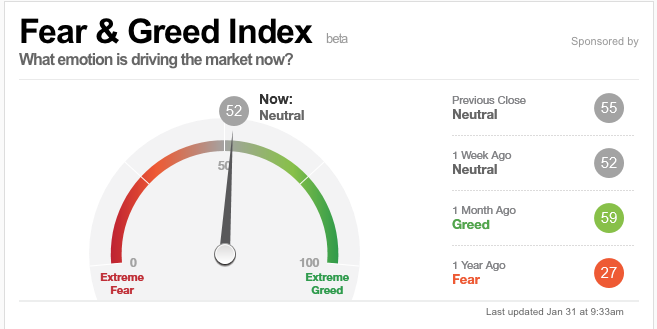 Fear & Greed Index beta
What emotion is driving the market now?
Sponsored by
52
Now:
Neutral
50
0
100
Extreme
Fear
Extreme
Greed
Previous Close
Neutral
55
1 Week Ago
Neutral
52
1 Month Ago
Greed
59
1 Year Ago
Fear
27
Last updated Jan 31 at 9:33am